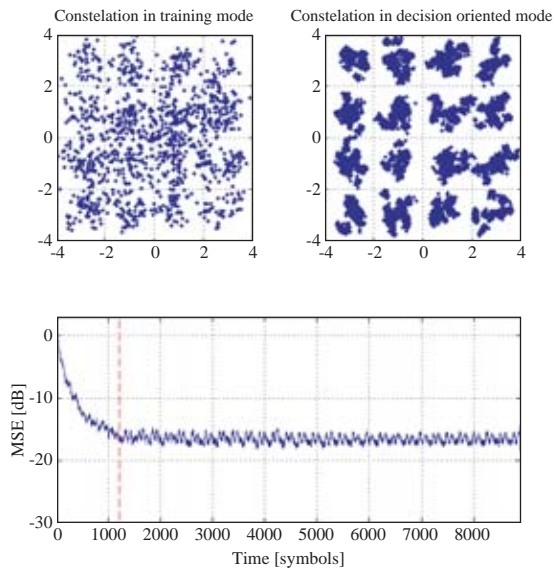 Constelation in training mode
Constelation in decision oriented mode
4
2
0
-2
-4
-4 -2 0 2 4
4
2
0
-2
-4
-4 -2 0 2 4
MSE [dB]
0
-10
-20
-30
0 1000 2000 3000 4000 5000 6000 7000 8000
Time [symbols]